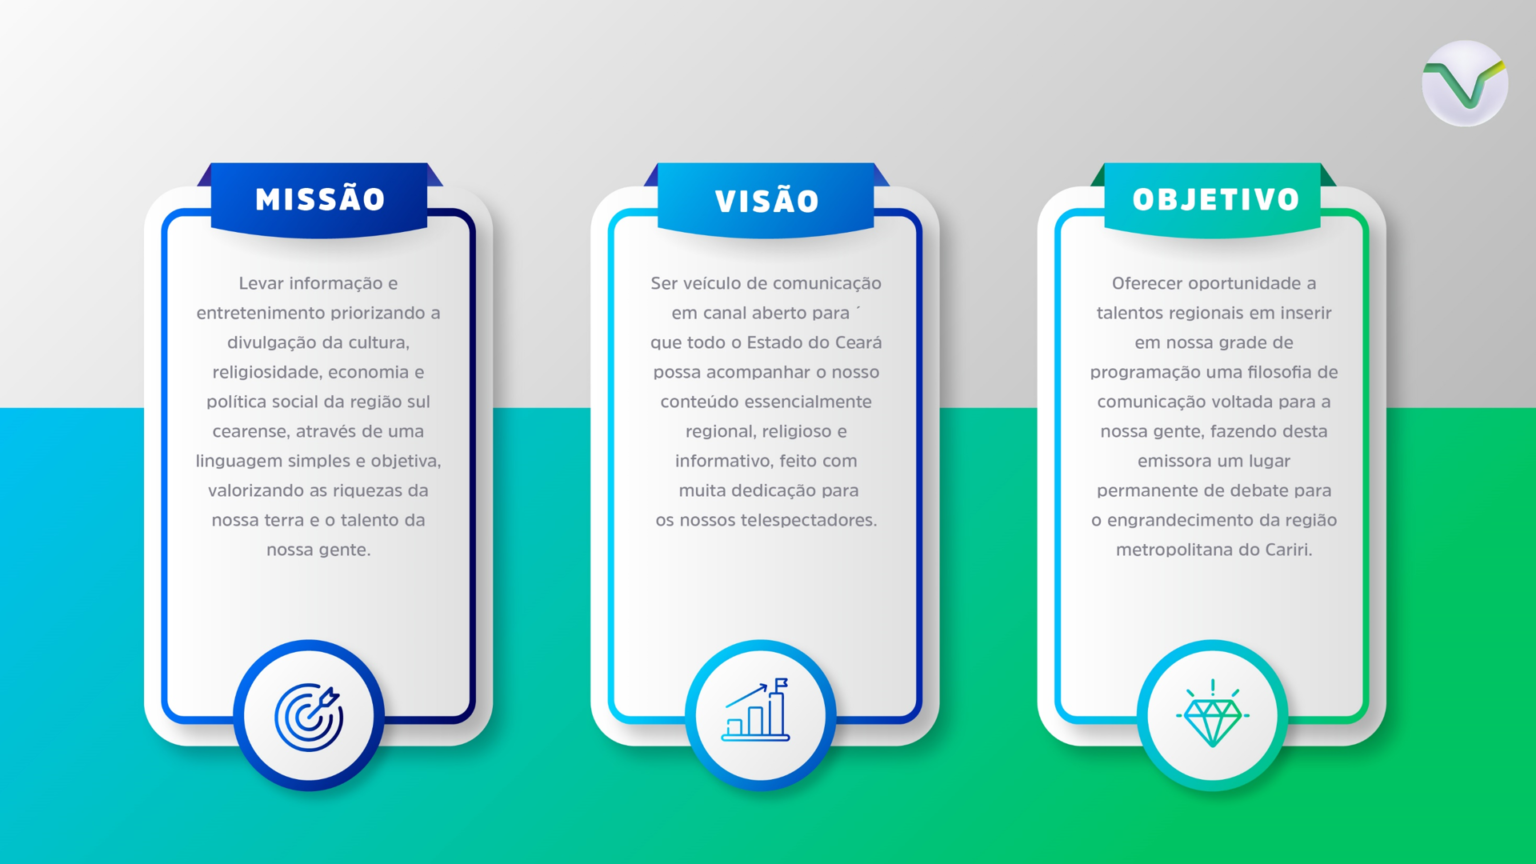 MISSÃO
Levar informação e
entretenimento priorizando a
divulgação da cultura,
religiosidade, economia e
política social da região sul
cearense, através de uma
linguagem simples e objetiva,
valorizando as riquezas da
nossa terra e o talento da
nossa gente.
VISÃO
Ser veículo de comunicação
em canal aberto para ´
que todo o Estado do Ceará
possa acompanhar o nosso
conteúdo essencialmente
regional, religioso e
informativo, feito com
muita dedicação para
os nossos telespectadores.
OBJETIVO
Oferecer oportunidade a
talentos regionais em inserir
em nossa grade de
programação uma filosofia de
comunicação voltada para a
nossa gente, fazendo desta
emissora um lugar
permanente de debate para
o engrandecimento da região
metropolitana do Cariri.